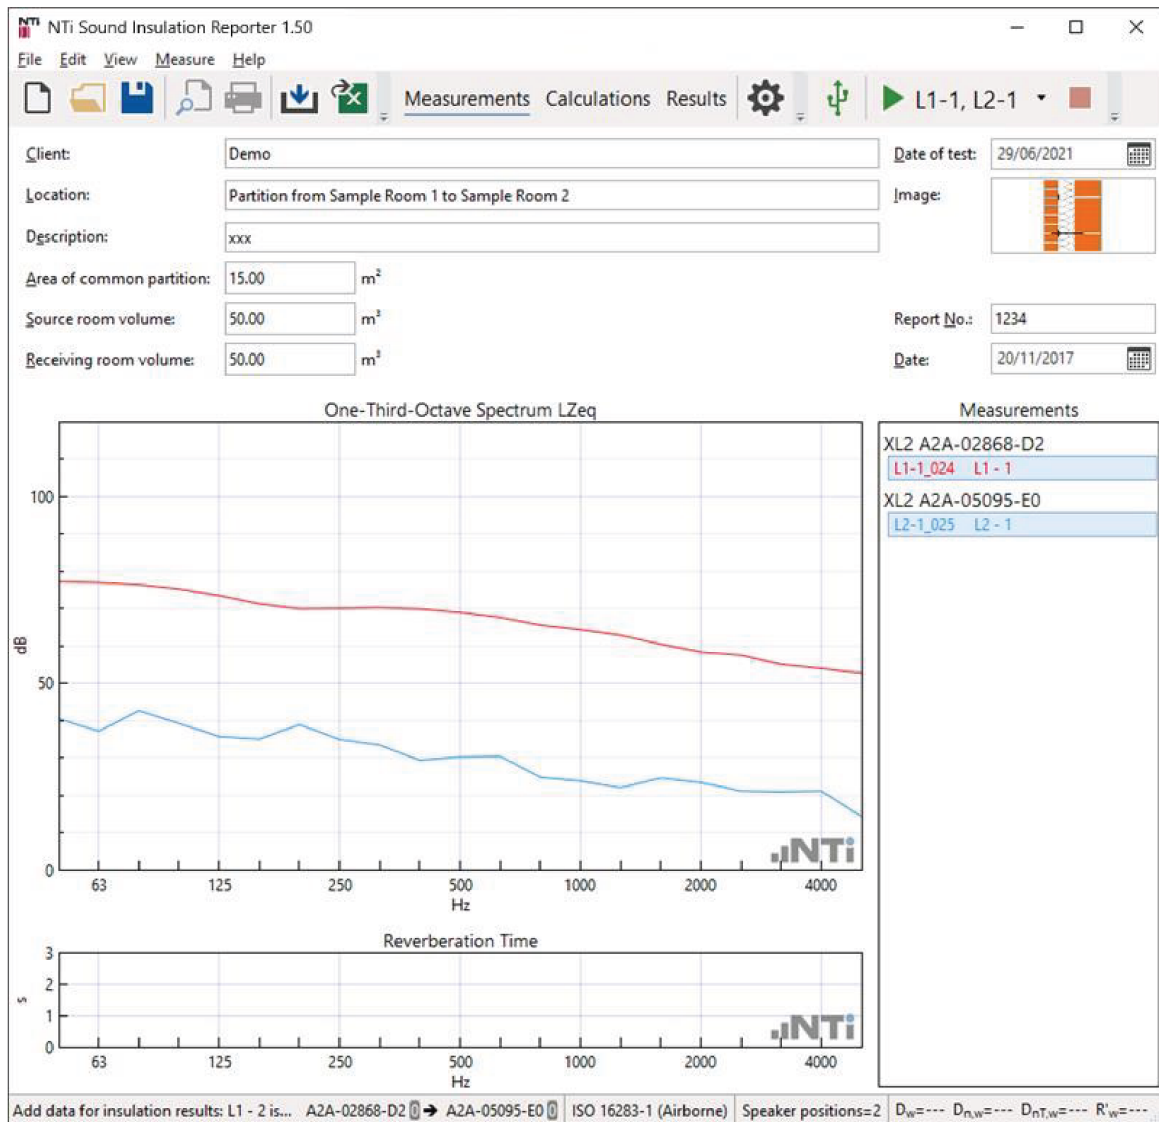 NTi NTi Sound Insulation Reporter 1.50
File Edit View Measure Help
Measurements Calculations Results L1-1, L2-1
Client: Demo Date of test: 29/06/2021
Location: Partition from Sample Room 1 to Sample Room 2 Image:
Description: xxx
Area of common partition: 15.00 m²
Source room volume: 50.00 m³ Report No.: 1234
Receiving room volume: 50.00 m³ Date: 20/11/2017
One-Third-Octave Spectrum LZeq
100
50
0
dB
63 125 250 500 1000 2000 4000
Hz
NTi
Measurements
XL2 A2A-02868-D2
L1-1_024 L1 - 1
XL2 A2A-05095-E0
L2-1_025 L2 - 1
Reverberation Time
3
2
1
0
s
63 125 250 500 1000 2000 4000
Hz
NTi
Add data for insulation results: L1 - 2 is... A2A-02868-D2 0 → A2A-05095-E0 0 ISO 16283-1 (Airborne) Speaker positions=2 Dw=--- Dn,w=--- DnT,w=--- R'w=---